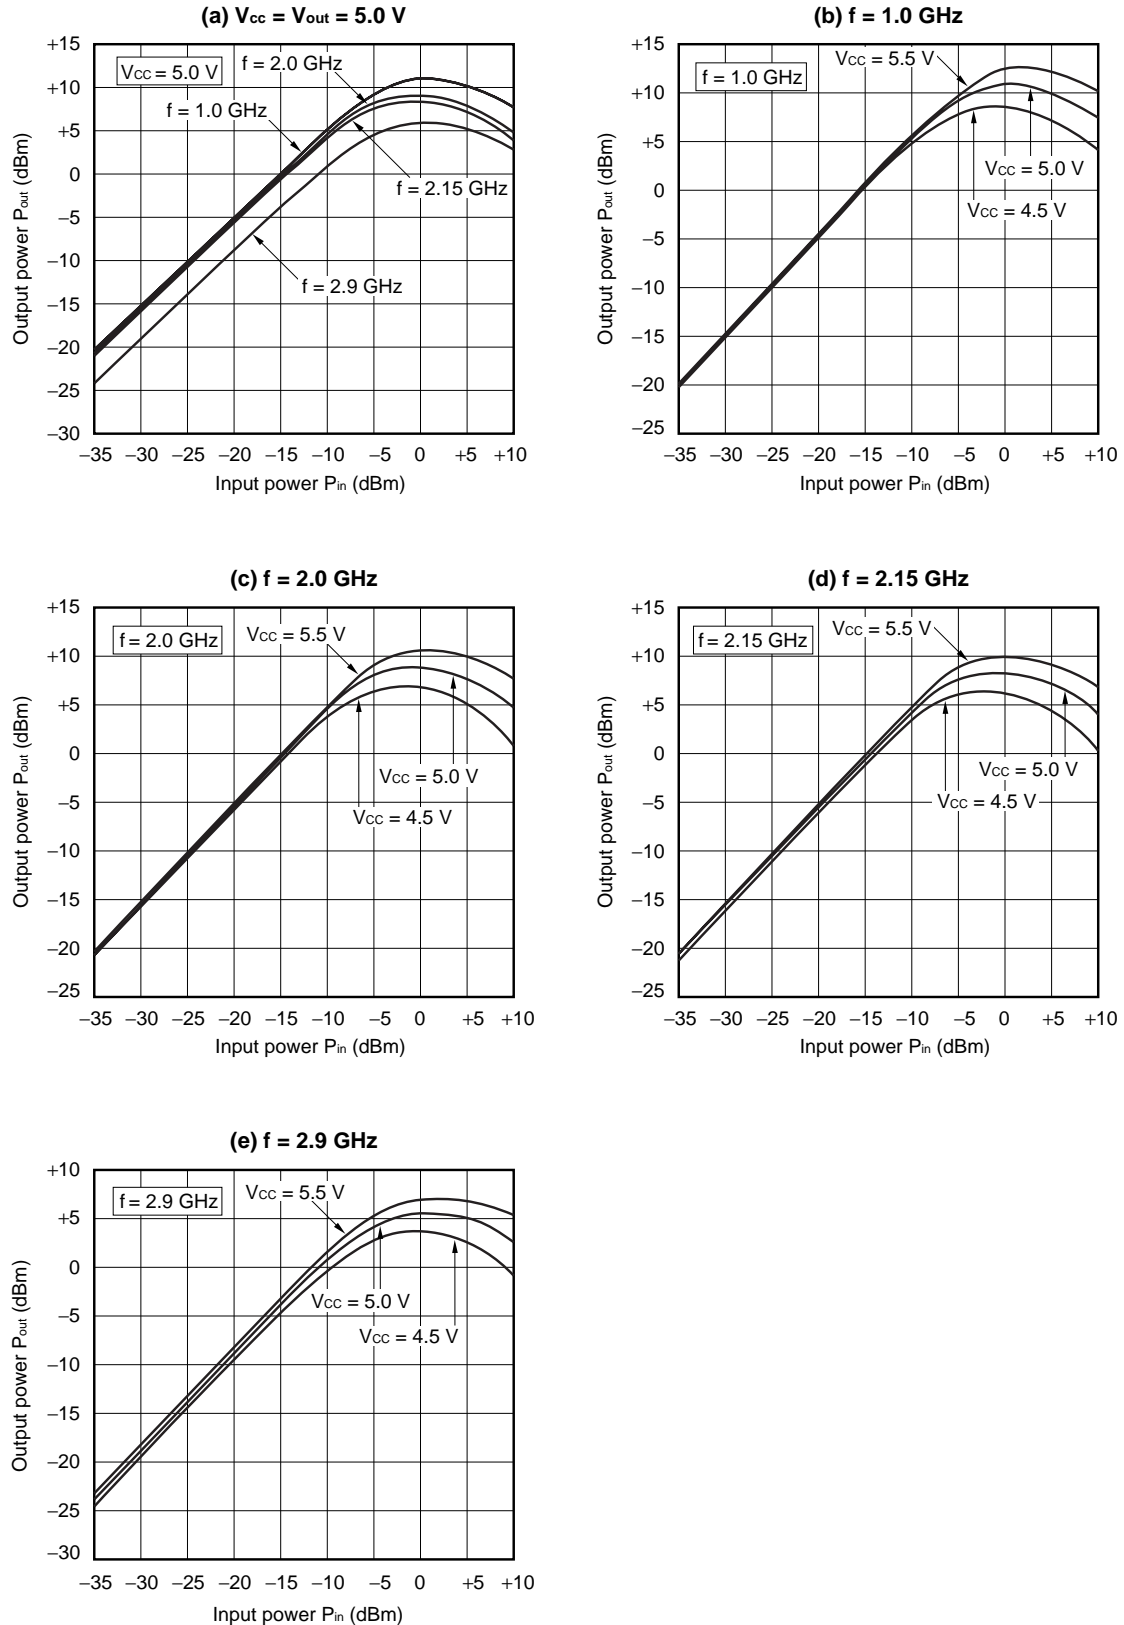 (a) Vcc = Vout = 5.0 V
+15
+10
+5
0
−5
−10
−15
−20
−25
−30
Output power Pout (dBm)
VCC = 5.0 V
f = 2.0 GHz
f = 1.0 GHz
f = 2.15 GHz
f = 2.9 GHz
−35 −30 −25 −20 −15 −10 −5 0 +5 +10
Input power Pin (dBm)
(b) f = 1.0 GHz
+15
+10
+5
0
−5
−10
−15
−20
−25
Output power Pout (dBm)
f = 1.0 GHz
VCC = 5.5 V
VCC = 5.0 V
VCC = 4.5 V
−35 −30 −25 −20 −15 −10 −5 0 +5 +10
Input power Pin (dBm)
(c) f = 2.0 GHz
+15
+10
+5
0
−5
−10
−15
−20
−25
Output power Pout (dBm)
f = 2.0 GHz
VCC = 5.5 V
VCC = 5.0 V
VCC = 4.5 V
−35 −30 −25 −20 −15 −10 −5 0 +5 +10
Input power Pin (dBm)
(d) f = 2.15 GHz
+15
+10
+5
0
−5
−10
−15
−20
−25
Output power Pout (dBm)
f = 2.15 GHz
VCC = 5.5 V
VCC = 5.0 V
VCC = 4.5 V
−35 −30 −25 −20 −15 −10 −5 0 +5 +10
Input power Pin (dBm)
(e) f = 2.9 GHz
+10
+5
0
−5
−10
−15
−20
−25
−30
Output power Pout (dBm)
f = 2.9 GHz
VCC = 5.5 V
VCC = 5.0 V
VCC = 4.5 V
−35 −30 −25 −20 −15 −10 −5 0 +5 +10
Input power Pin (dBm)